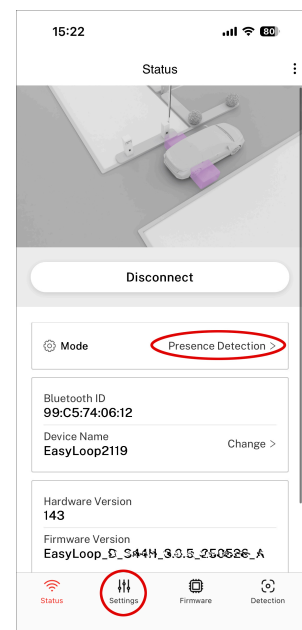 15:22
80
Status
Disconnect
Mode
Presence Detection >
Bluetooth ID
99:C5:74:06:12
Device Name
EasyLoop2119
Change >
Hardware Version
143
Firmware Version
Status
Settings
Firmware
Detection